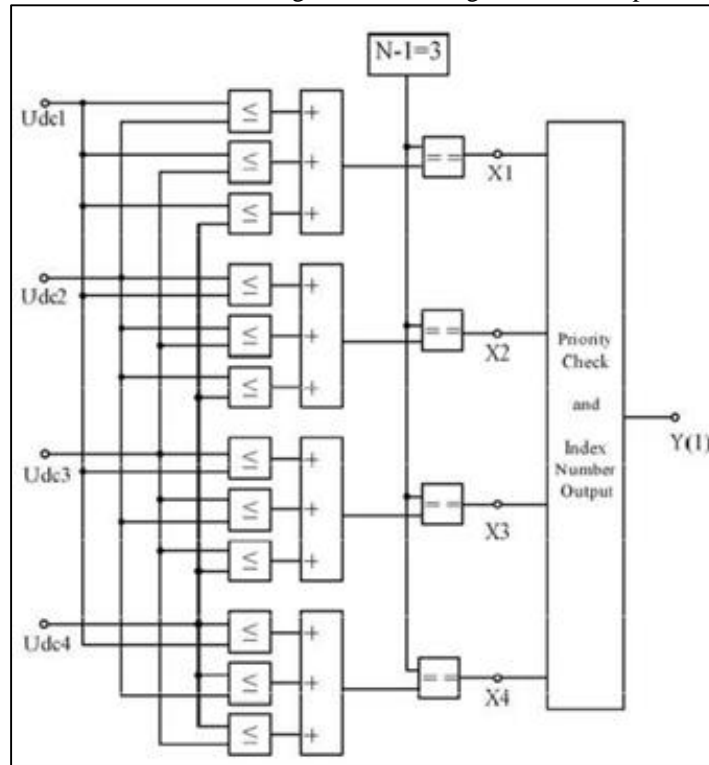 N-1=3
Udc1
≤ +
≤ +
≤ +
==
X1
Udc2
≤ +
≤ +
≤ +
==
X2
Udc3
≤ +
≤ +
≤ +
==
X3
Udc4
≤ +
≤ +
≤ +
==
X4
Priority
Check
and
Index
Number
Output
Y(1)